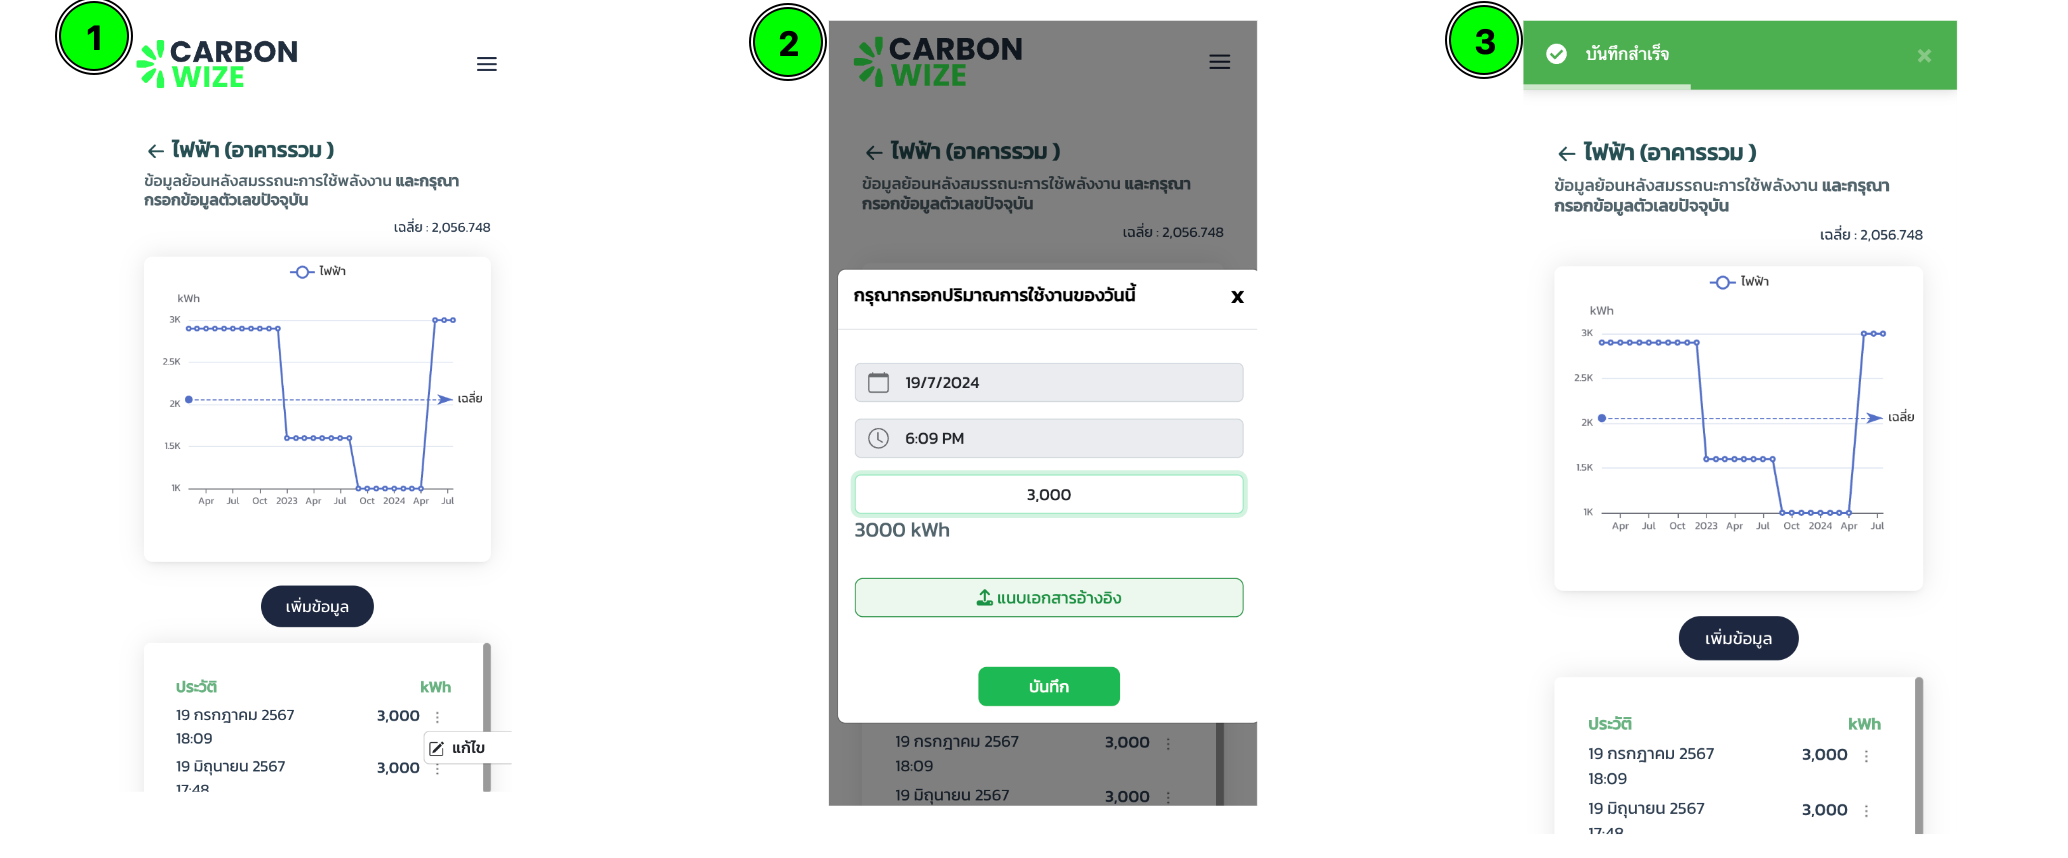 1
CARBON
WIZE
← ไฟฟ้า (อาคารรวม )
ข้อมูลย้อนหลังสมรรถนะการใช้พลังงาน และกรุณา
กรอกข้อมูลตัวเลขปัจจุบัน
เฉลี่ย : 2,056.748
ไฟฟ้า
kWh
3K
2.5K
2K
เฉลี่ย
1.5K
1K
Apr Jul Oct 2023 Apr Jul Oct 2024 Apr Jul
เพิ่มข้อมูล
ประวัติ kWh
19 กรกฎาคม 2567 3,000
18:09
แก้ไข
19 มิถุนายน 2567 3,000
17:48
2
CARBON
WIZE
← ไฟฟ้า (อาคารรวม )
ข้อมูลย้อนหลังสมรรถนะการใช้พลังงาน และกรุณา
กรอกข้อมูลตัวเลขปัจจุบัน
เฉลี่ย : 2,056.748
กรุณากรอกปริมาณการใช้งานของวันนี้ x
19/7/2024
6:09 PM
3,000
3000 kWh
แนบเอกสารอ้างอิง
บันทึก
19 กรกฎาคม 2567 3,000
18:09
19 มิถุนายน 2567 3,000
3
บันทึกสำเร็จ ×
← ไฟฟ้า (อาคารรวม )
ข้อมูลย้อนหลังสมรรถนะการใช้พลังงาน และกรุณา
กรอกข้อมูลตัวเลขปัจจุบัน
เฉลี่ย : 2,056.748
ไฟฟ้า
kWh
3K
2.5K
2K
เฉลี่ย
1.5K
1K
Apr Jul Oct 2023 Apr Jul Oct 2024 Apr Jul
เพิ่มข้อมูล
ประวัติ kWh
19 กรกฎาคม 2567 3,000
18:09
19 มิถุนายน 2567 3,000
17:48